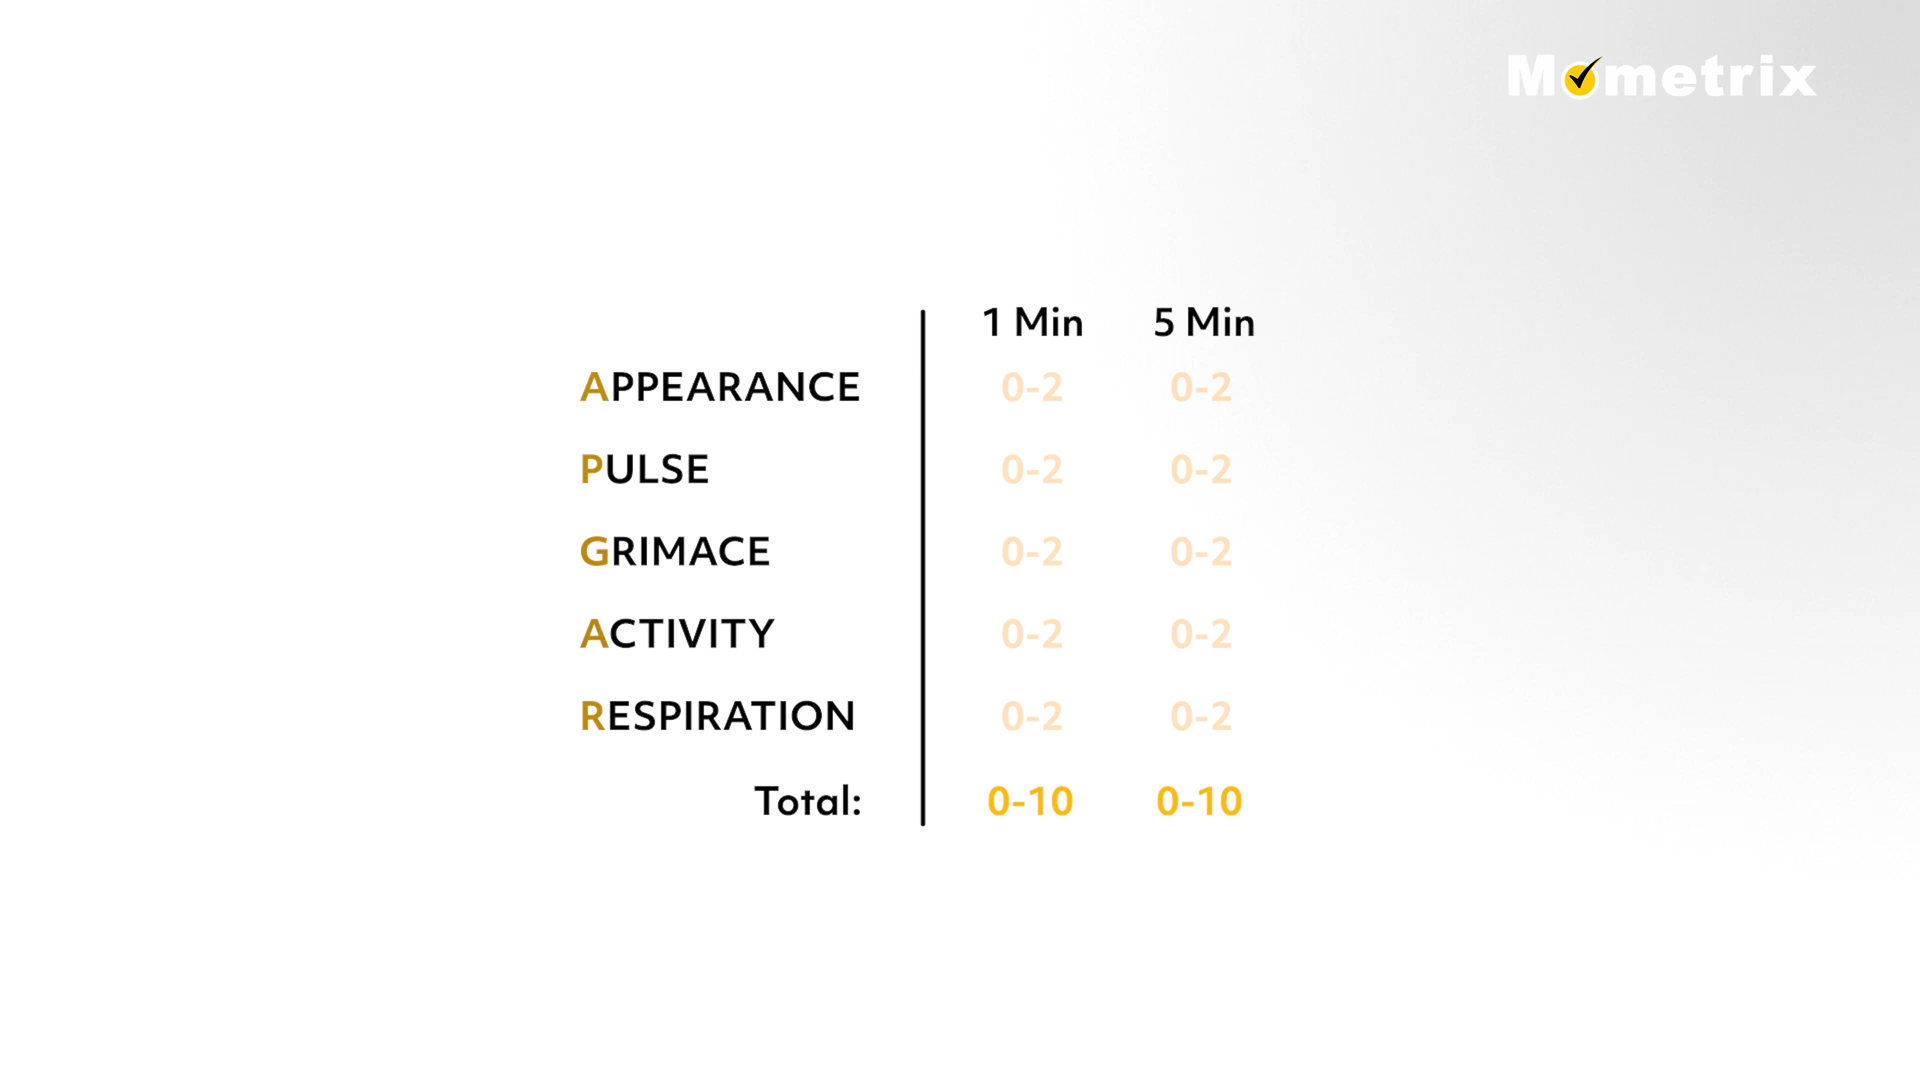 Mometrix
1 Min 5 Min
APPEARANCE 0-2 0-2
PULSE 0-2 0-2
GRIMACE 0-2 0-2
ACTIVITY 0-2 0-2
RESPIRATION 0-2 0-2
Total: 0-10 0-10